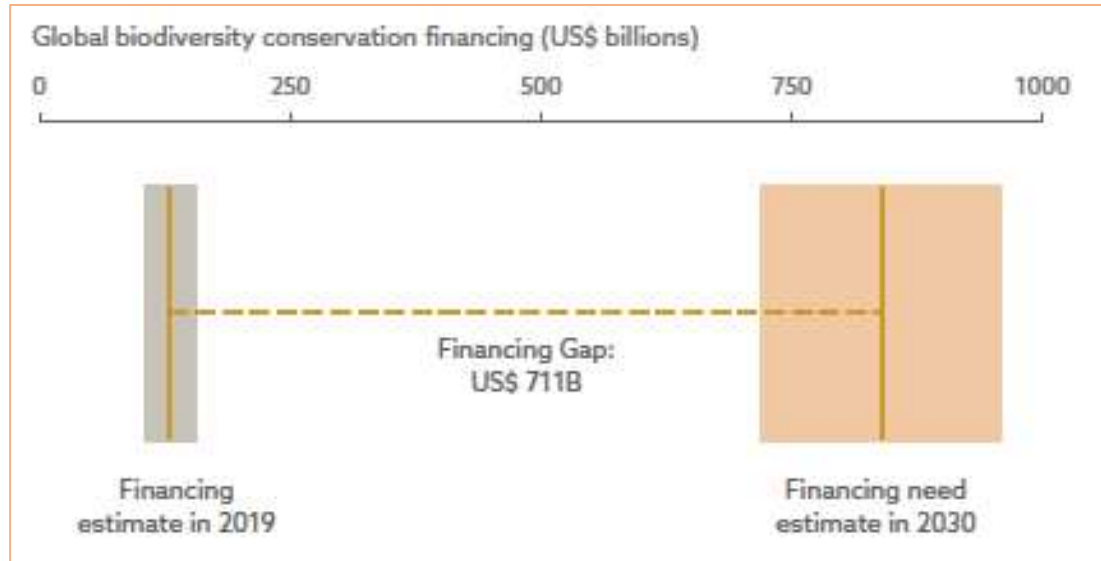 Global biodiversity conservation financing (US$ billions)
0 250 500 750 1000
Financing Gap:
US$ 711B
Financing
estimate in 2019
Financing need
estimate in 2030